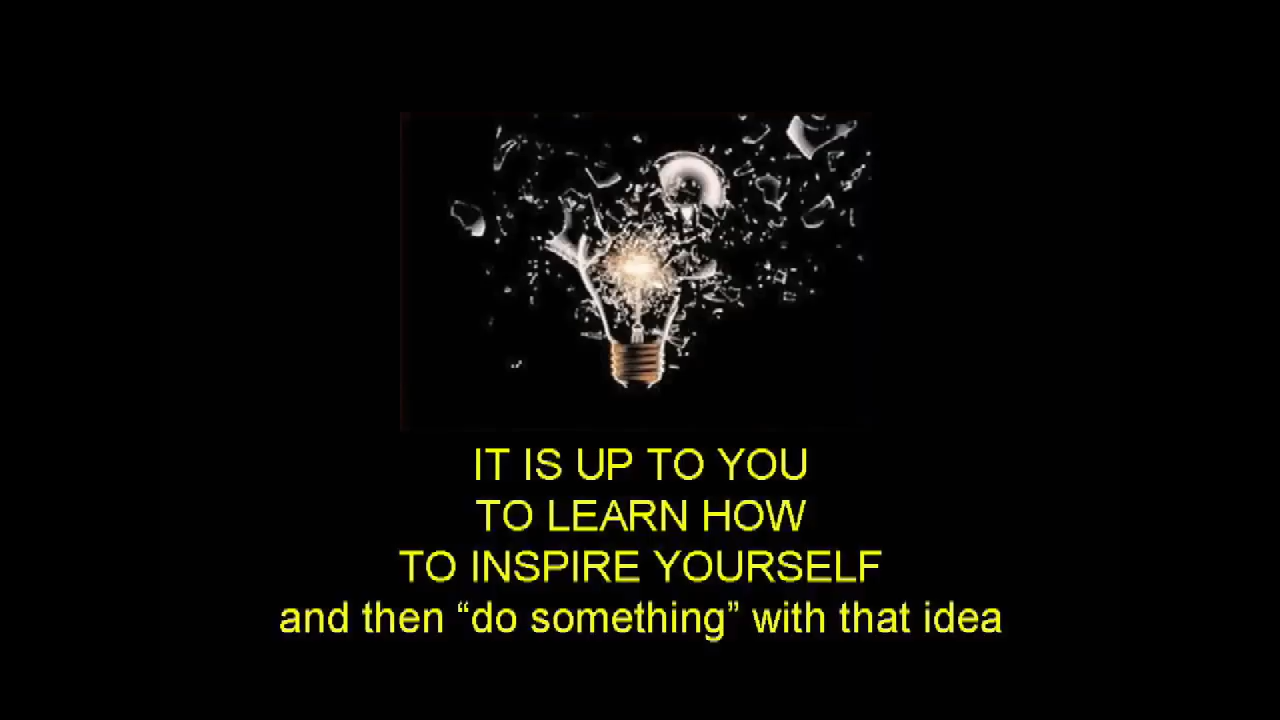 IT IS UP TO YOU
TO LEARN HOW
TO INSPIRE YOURSELF
and then “do something” with that idea